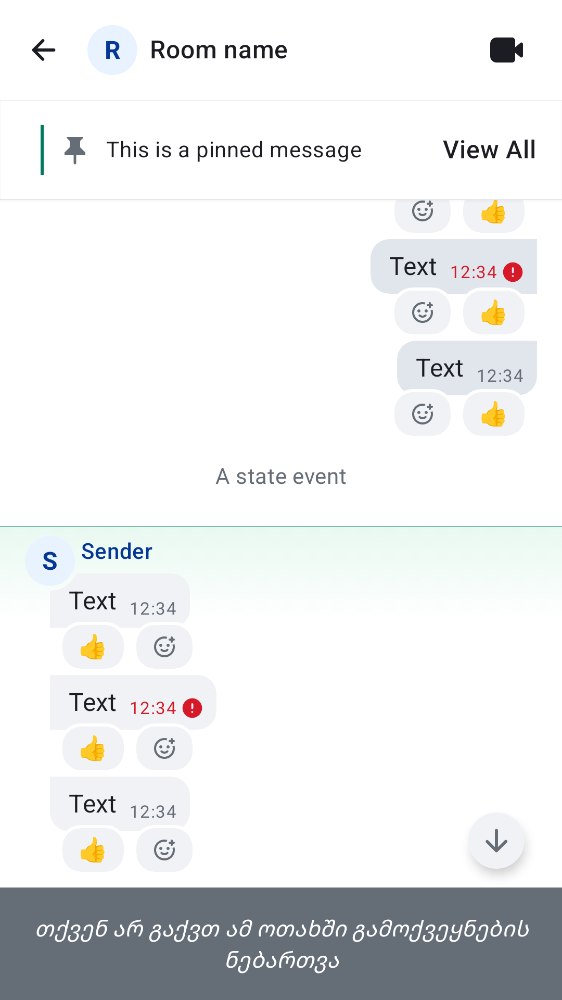 R Room name
This is a pinned message View All
👍
Text 12:34
👍
Text 12:34
👍
A state event
S Sender
Text 12:34
👍
Text 12:34
👍
Text 12:34
👍
თქვენ არ გაქვთ ამ ოთახში გამოქვეყნების
ნებართვა